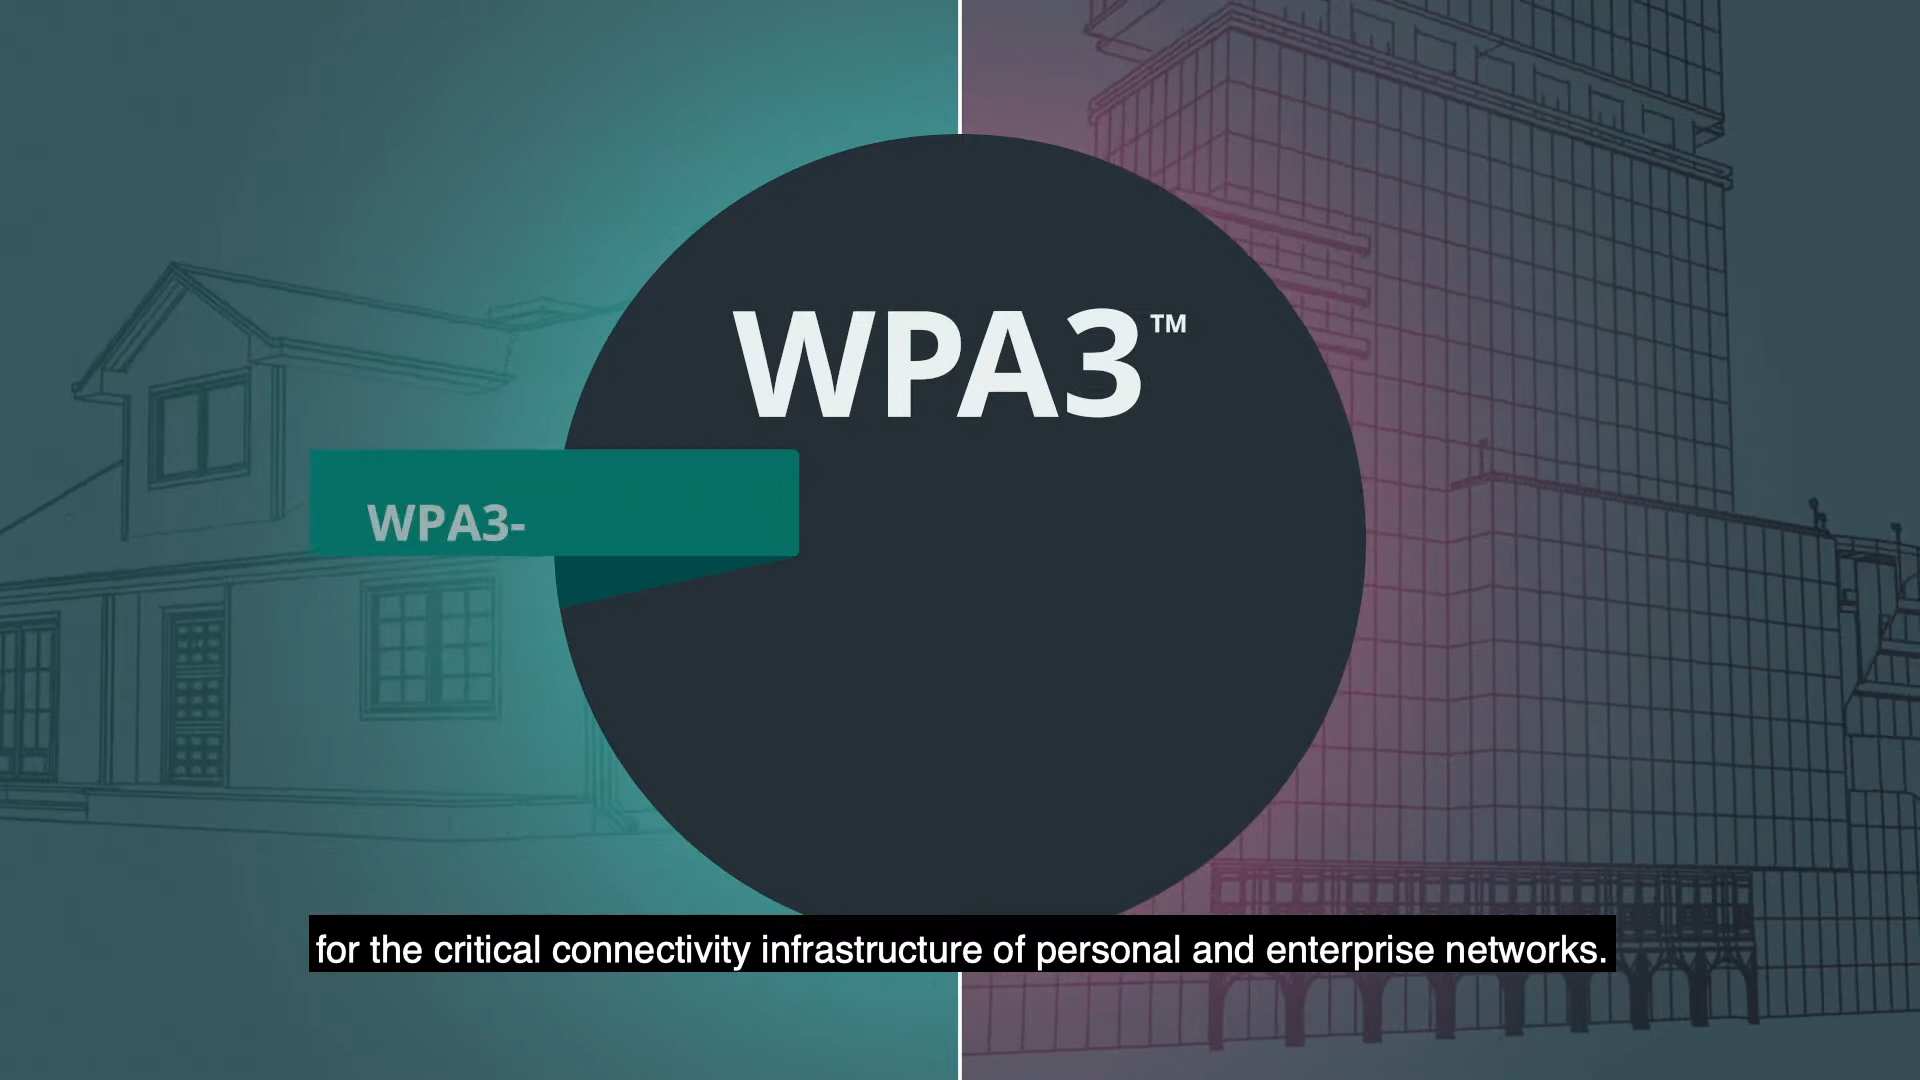 WPA3™
WPA3-
for the critical connectivity infrastructure of personal and enterprise networks.